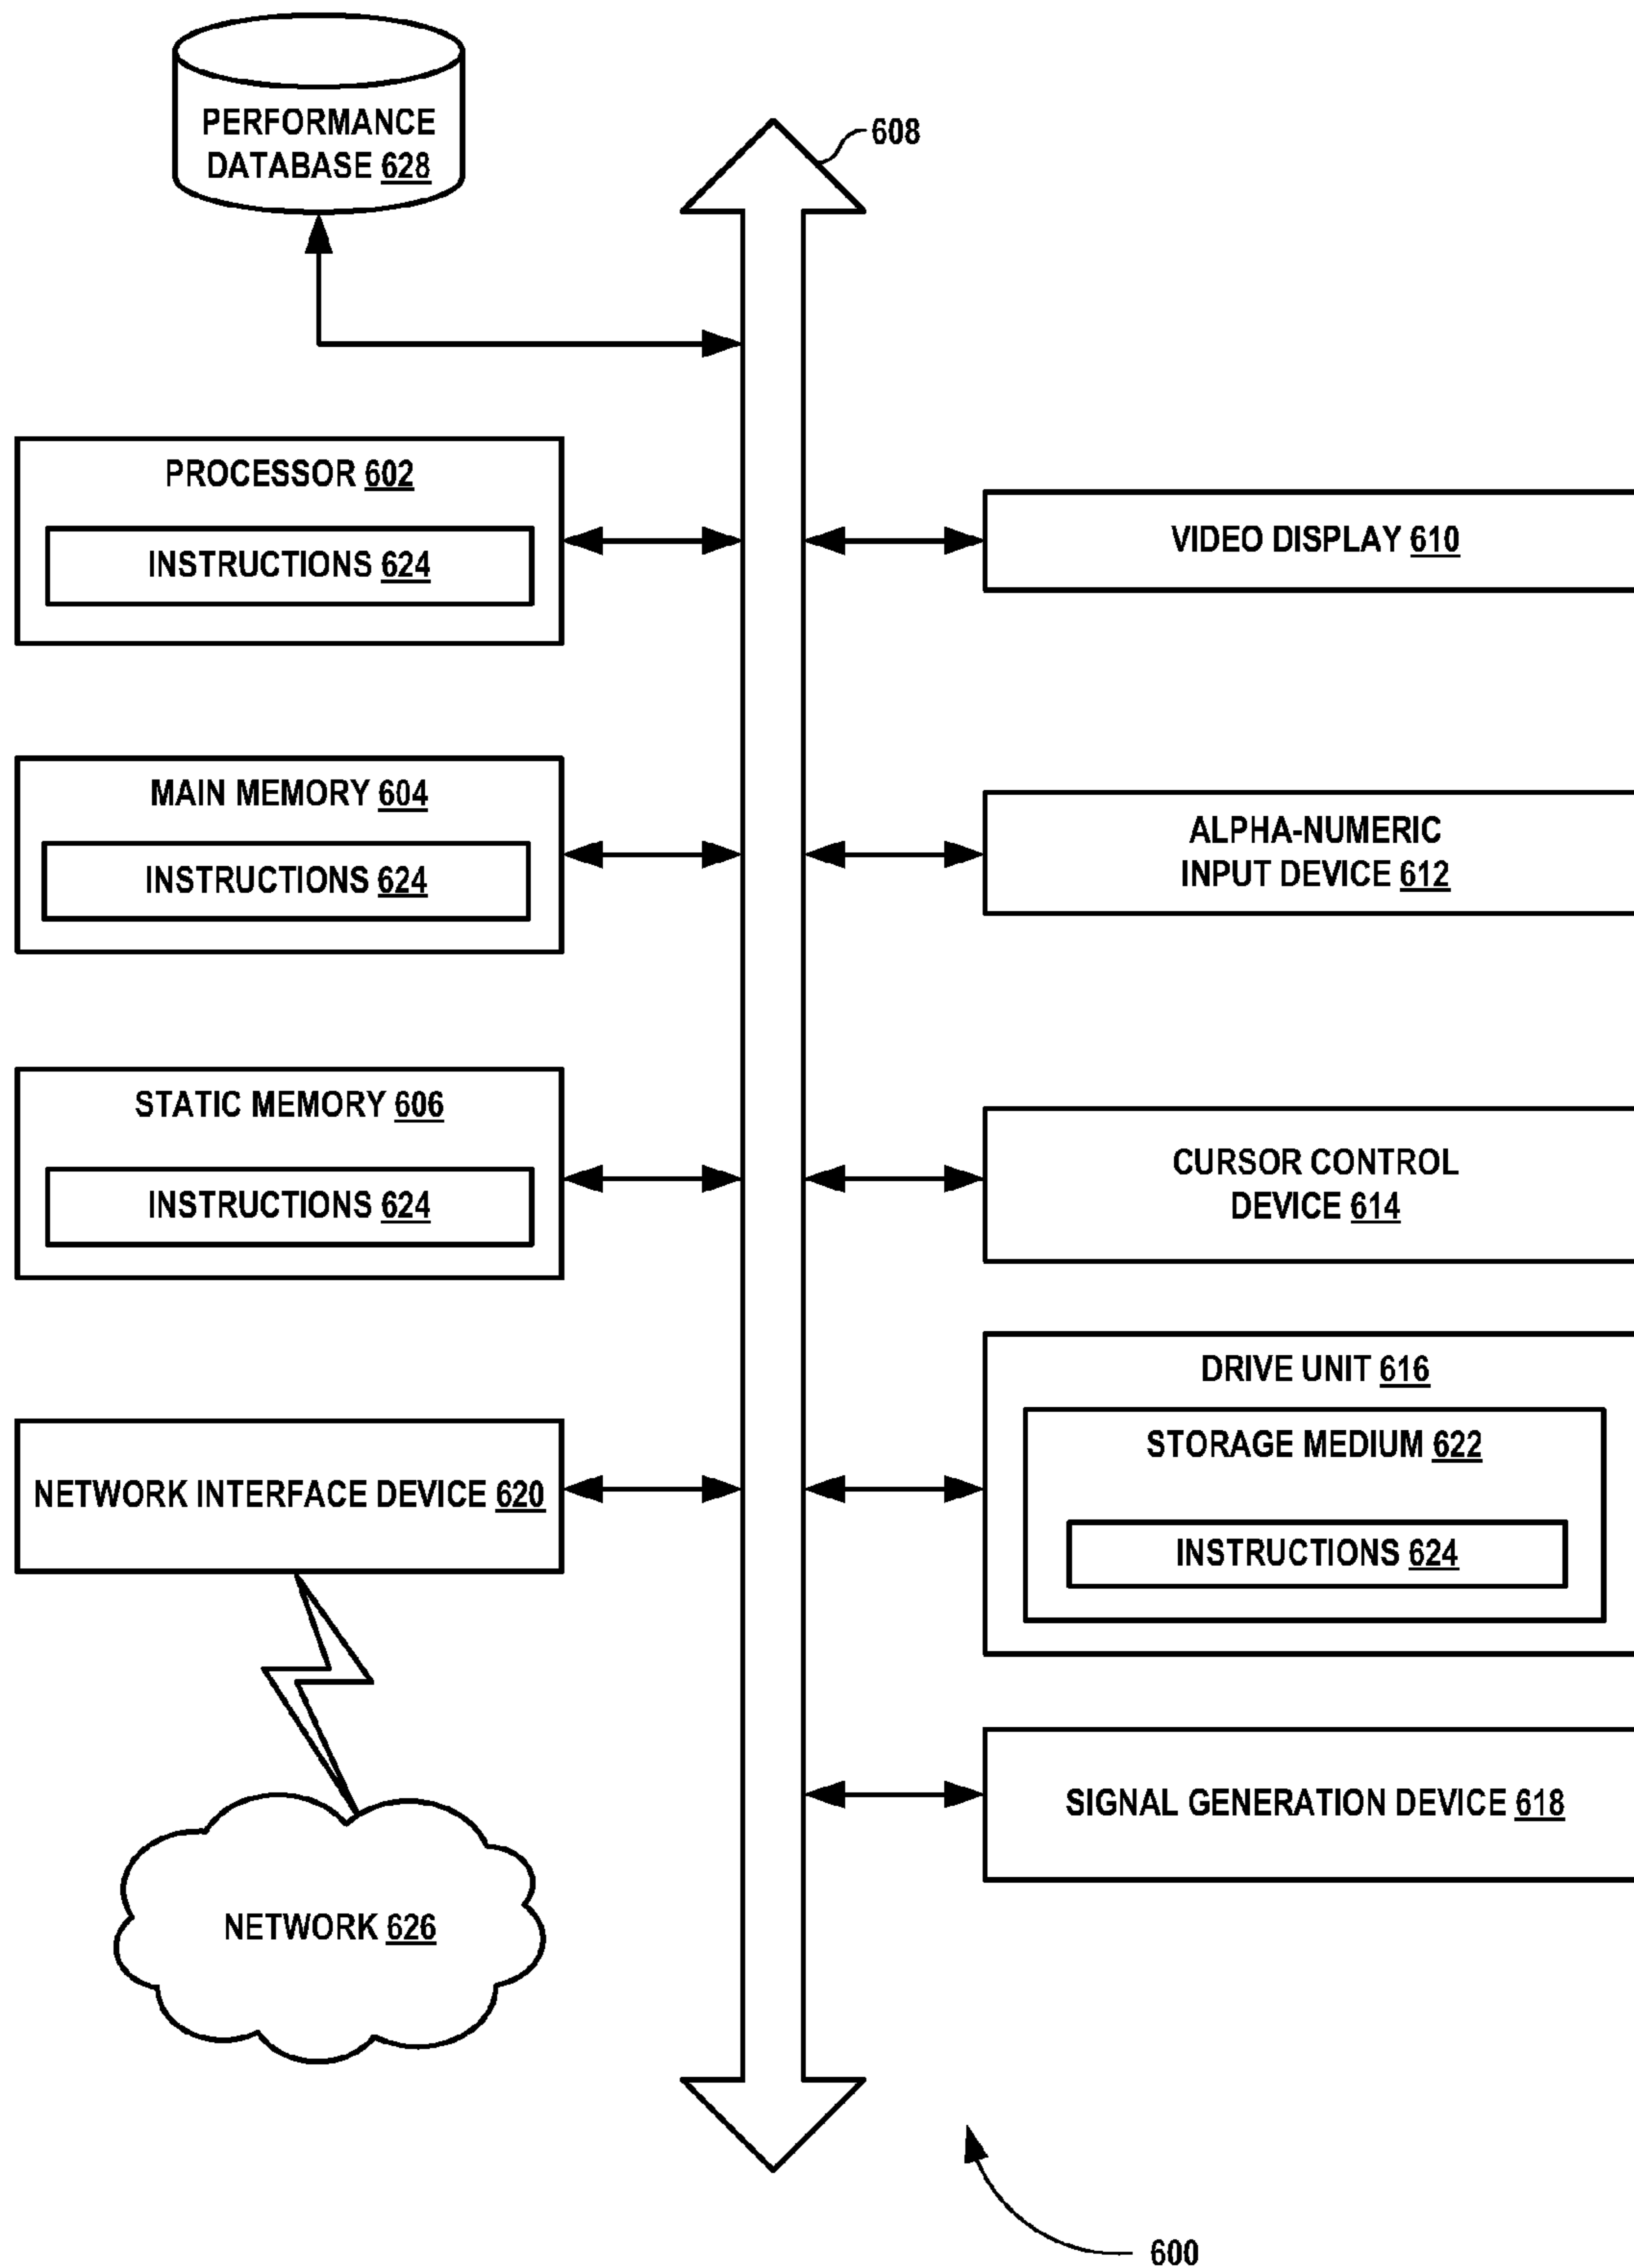 PERFORMANCE
DATABASE 628
608
PROCESSOR 602
INSTRUCTIONS 624
VIDEO DISPLAY 610
MAIN MEMORY 604
INSTRUCTIONS 624
ALPHA-NUMERIC
INPUT DEVICE 612
STATIC MEMORY 606
INSTRUCTIONS 624
CURSOR CONTROL
DEVICE 614
DRIVE UNIT 616
STORAGE MEDIUM 622
INSTRUCTIONS 624
NETWORK INTERFACE DEVICE 620
SIGNAL GENERATION DEVICE 618
NETWORK 626
600